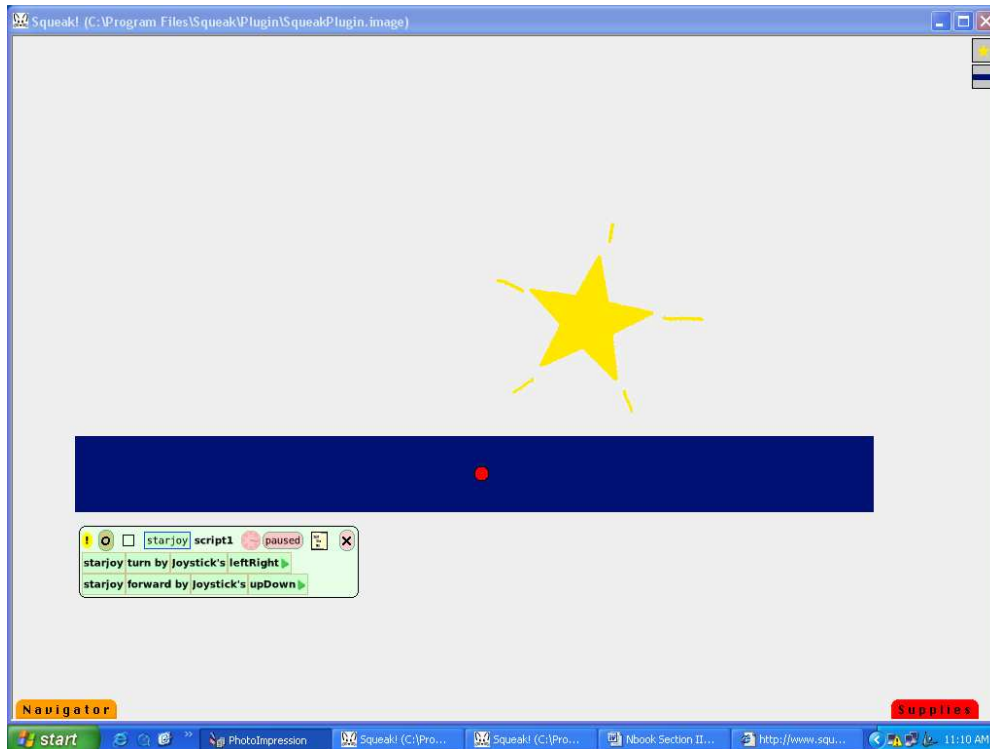 Squeak! (C:\Program Files\Squeak\Plugin\SqueakPlugin.image)
! starjoy script1 paused
starjoy turn by Joystick's leftRight
starjoy forward by Joystick's upDown
Navigator Supplies
start PhotoImpression Squeak! (C:\Pro... Squeak! (C:\Pro... Nbook Section II... http://www.squ... 11:10 AM